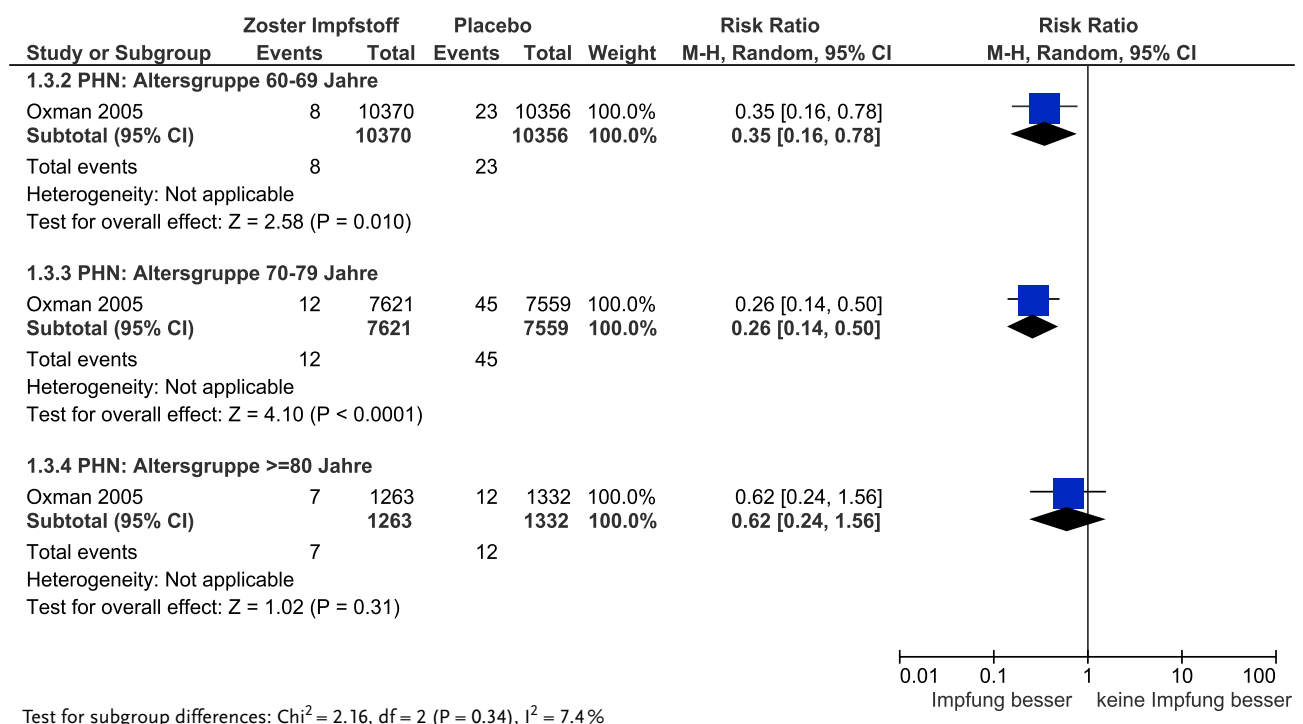 Zoster Impfstoff Placebo Risk Ratio Risk Ratio
Study or Subgroup Events Total Events Total Weight M-H, Random, 95% CI M-H, Random, 95% CI
1.3.2 PHN: Altersgruppe 60-69 Jahre
Oxman 2005 8 10370 23 10356 100.0% 0.35 [0.16, 0.78]
Subtotal (95% CI) 10370 10356 100.0% 0.35 [0.16, 0.78]
Total events 8 23
Heterogeneity: Not applicable
Test for overall effect: Z = 2.58 (P = 0.010)
1.3.3 PHN: Altersgruppe 70-79 Jahre
Oxman 2005 12 7621 45 7559 100.0% 0.26 [0.14, 0.50]
Subtotal (95% CI) 7621 7559 100.0% 0.26 [0.14, 0.50]
Total events 12 45
Heterogeneity: Not applicable
Test for overall effect: Z = 4.10 (P < 0.0001)
1.3.4 PHN: Altersgruppe >=80 Jahre
Oxman 2005 7 1263 12 1332 100.0% 0.62 [0.24, 1.56]
Subtotal (95% CI) 1263 1332 100.0% 0.62 [0.24, 1.56]
Total events 7 12
Heterogeneity: Not applicable
Test for overall effect: Z = 1.02 (P = 0.31)
0.01 0.1 1 10 100
Impfung besser keine Impfung besser
Test for subgroup differences: Chi² = 2.16, df = 2 (P = 0.34), I² = 7.4 %